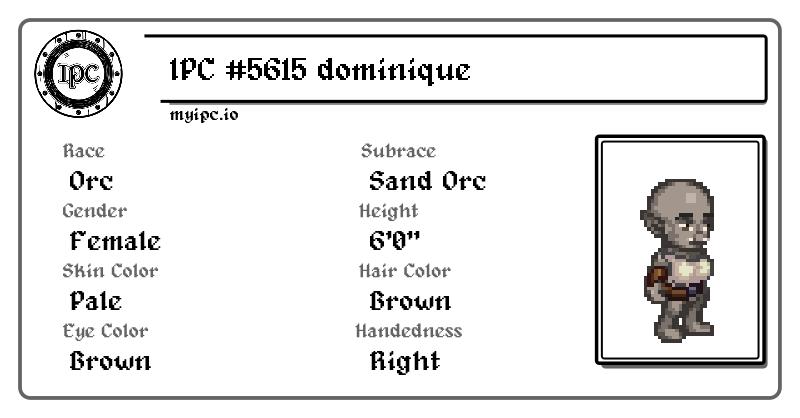 IPC
IPC #5615 dominique
myipc.io
Race
Orc
Subrace
Sand Orc
Gender
Female
Height
6'0"
Skin Color
Pale
Hair Color
Brown
Eye Color
Brown
Handedness
Right